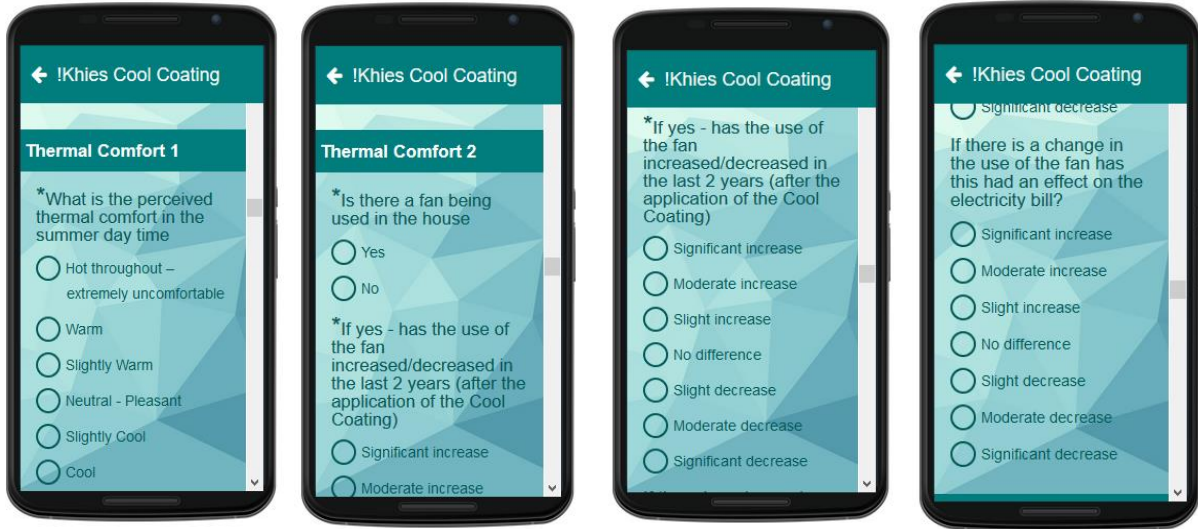 !Khies Cool Coating
Thermal Comfort 1
*What is the perceived
thermal comfort in the
summer day time
Hot throughout –
extremely uncomfortable
Warm
Slightly Warm
Neutral - Pleasant
Slightly Cool
Cool
!Khies Cool Coating
Thermal Comfort 2
*Is there a fan being
used in the house
Yes
No
*If yes - has the use of
the fan
increased/decreased in
the last 2 years (after the
application of the Cool
Coating)
Significant increase
Moderate increase
!Khies Cool Coating
*If yes - has the use of
the fan
increased/decreased in
the last 2 years (after the
application of the Cool
Coating)
Significant increase
Moderate increase
Slight increase
No difference
Slight decrease
Moderate decrease
Significant decrease
!Khies Cool Coating
Significant decrease
If there is a change in
the use of the fan has
this had an effect on the
electricity bill?
Significant increase
Moderate increase
Slight increase
No difference
Slight decrease
Moderate decrease
Significant decrease